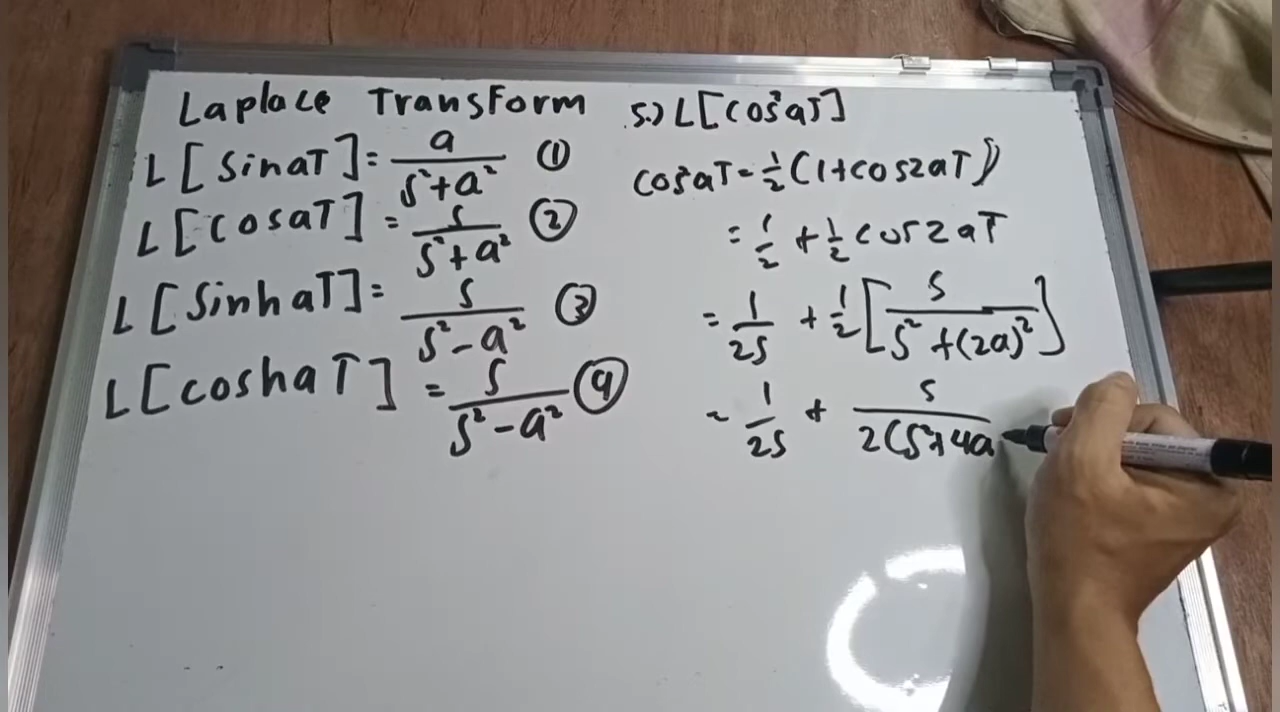 Laplace Transform
L[sinaT] = a/(s²+a²) ①
L[cosaT] = s/(s²+a²) ②
L[sinhaT] = s/(s²-a²) ③
L[coshaT] = s/(s²-a²) ④
5.) L[cos²aT]
cos²aT = 1/2 (1+cos2aT)
= 1/2 + 1/2 cos2aT
= 1/2s + 1/2 [s/(s²+(2a)²)]
= 1/2s + s/2(s²+4a